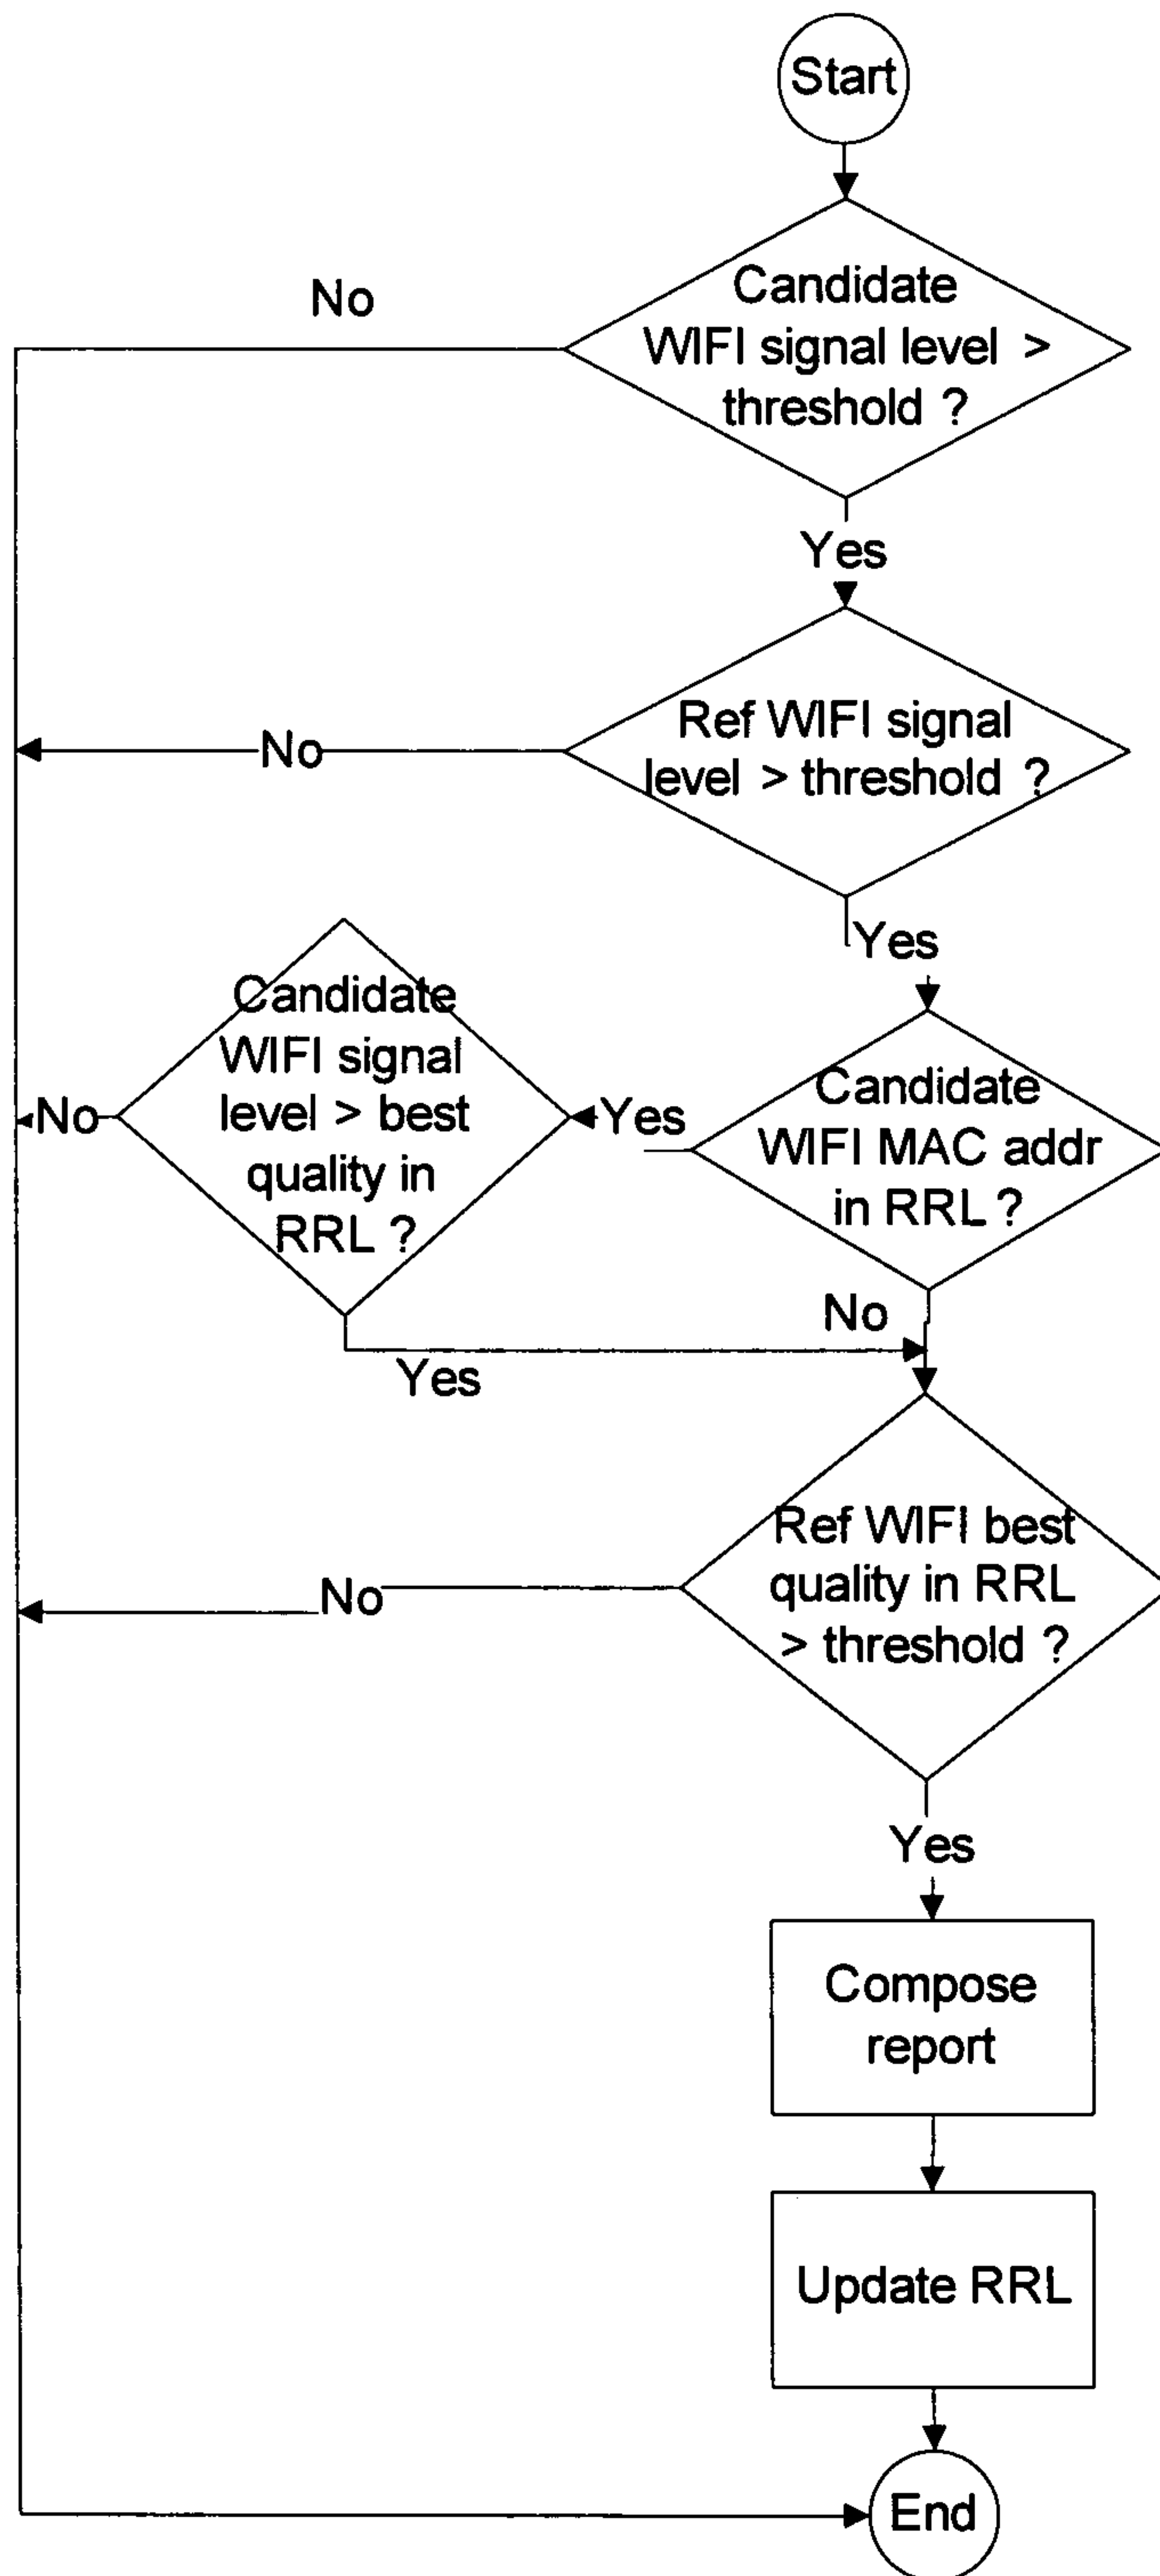 Start
Candidate
WIFI signal level >
threshold ?
No
Yes
Ref WIFI signal
level > threshold ?
No
Yes
Candidate
WIFI signal
level > best
quality in
RRL ?
No
Yes
Candidate
WIFI MAC addr
in RRL ?
No
Yes
Ref WIFI best
quality in RRL
> threshold ?
No
Yes
Compose
report
Update RRL
End